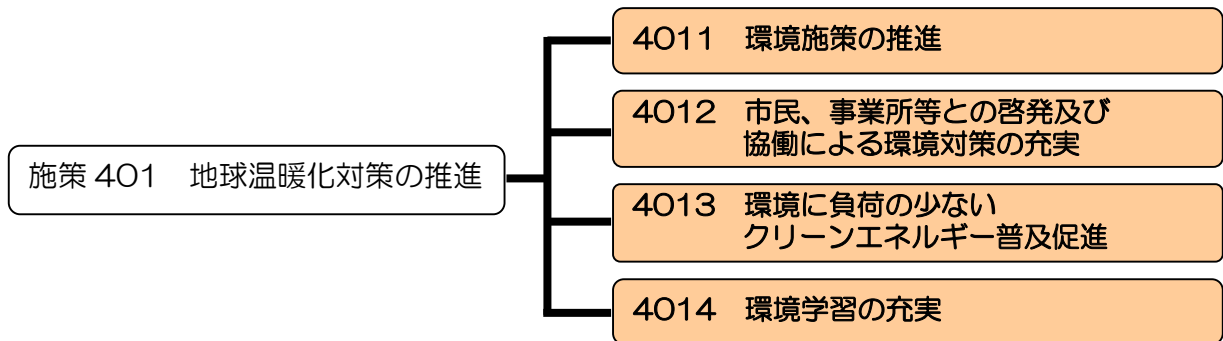 施策 401　地球温暖化対策の推進
4011　環境施策の推進
4012　市民、事業所等との啓発及び
協働による環境対策の充実
4013　環境に負荷の少ない
クリーンエネルギー普及促進
4014　環境学習の充実